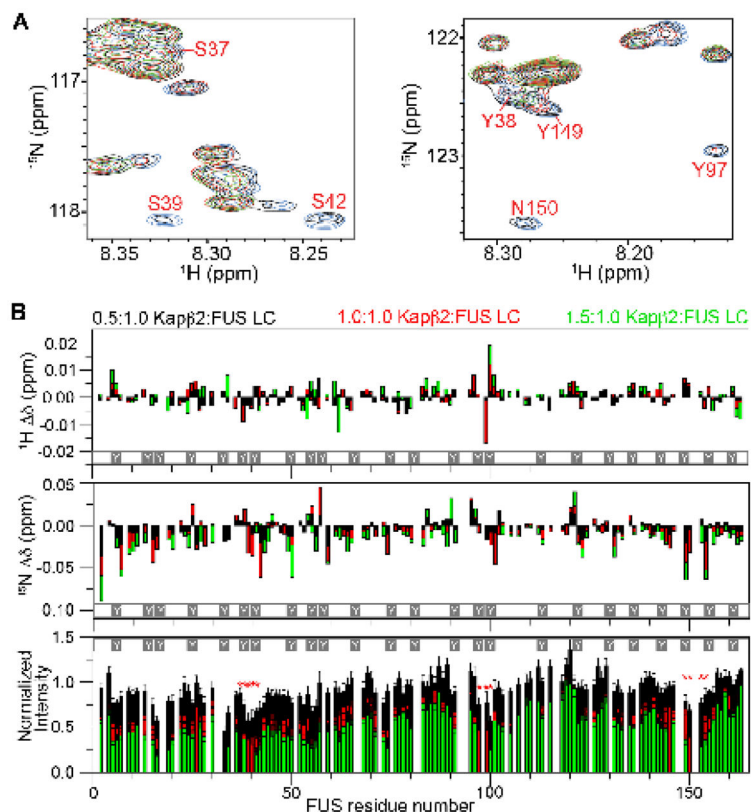 A
S37
117
118
¹⁵N (ppm)
S39
S42
8.35
8.30
8.25
¹H (ppm)
122
123
¹⁵N (ppm)
Y38
Y149
Y97
N150
8.28
8.20
¹H (ppm)
B
0.5:1.0 Kapβ2:FUS LC
1.0:1.0 Kapβ2:FUS LC
1.5:1.0 Kapβ2:FUS LC
0.02
0.01
0.00
-0.01
-0.02
¹H Δδ (ppm)
Y Y Y Y Y Y Y Y Y Y Y Y Y Y Y Y Y Y Y Y Y Y Y Y
0.05
0.00
-0.05
0.10
¹⁵N Δδ (ppm)
Y Y Y Y Y Y Y Y Y Y Y Y Y Y Y Y Y Y Y Y Y Y Y Y
Y Y Y Y Y Y Y Y Y Y Y Y Y Y Y Y Y Y Y Y Y Y Y Y
1.5
1.0
0.5
0.0
Normalized
Intensity
0
50
100
150
FUS residue number